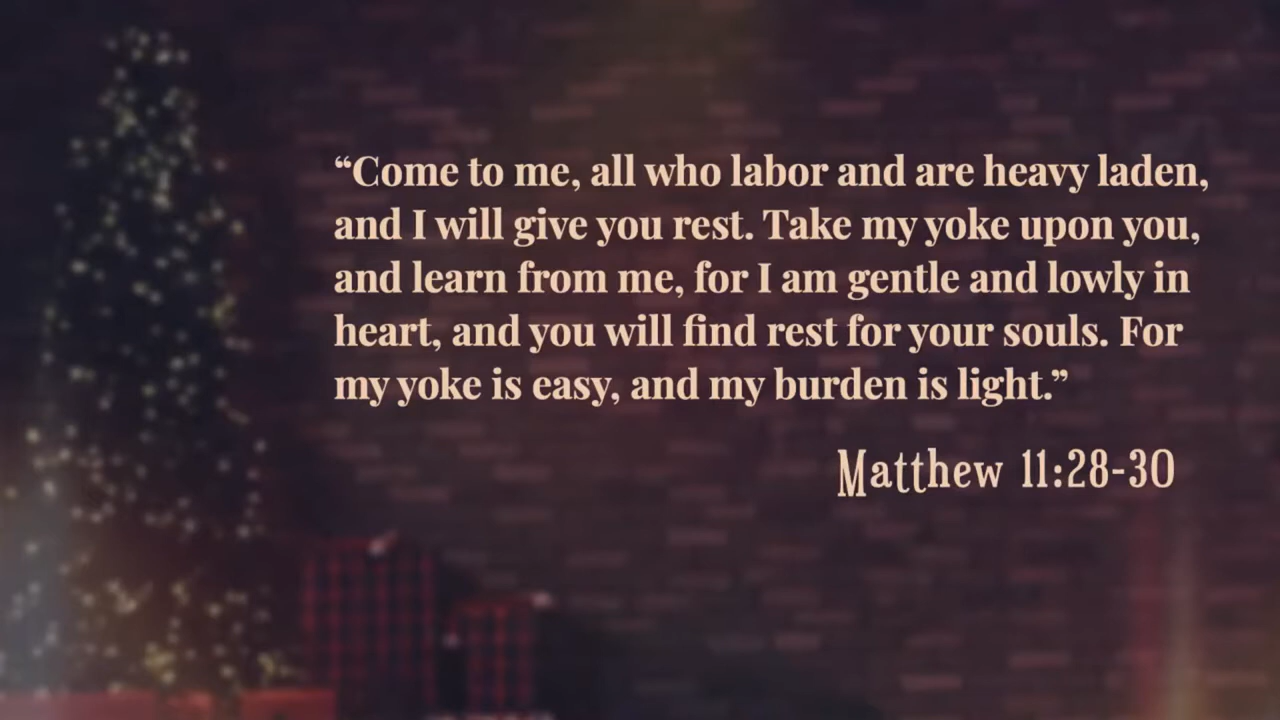 “Come to me, all who labor and are heavy laden,
and I will give you rest. Take my yoke upon you,
and learn from me, for I am gentle and lowly in
heart, and you will find rest for your souls. For
my yoke is easy, and my burden is light.”
Matthew 11:28-30